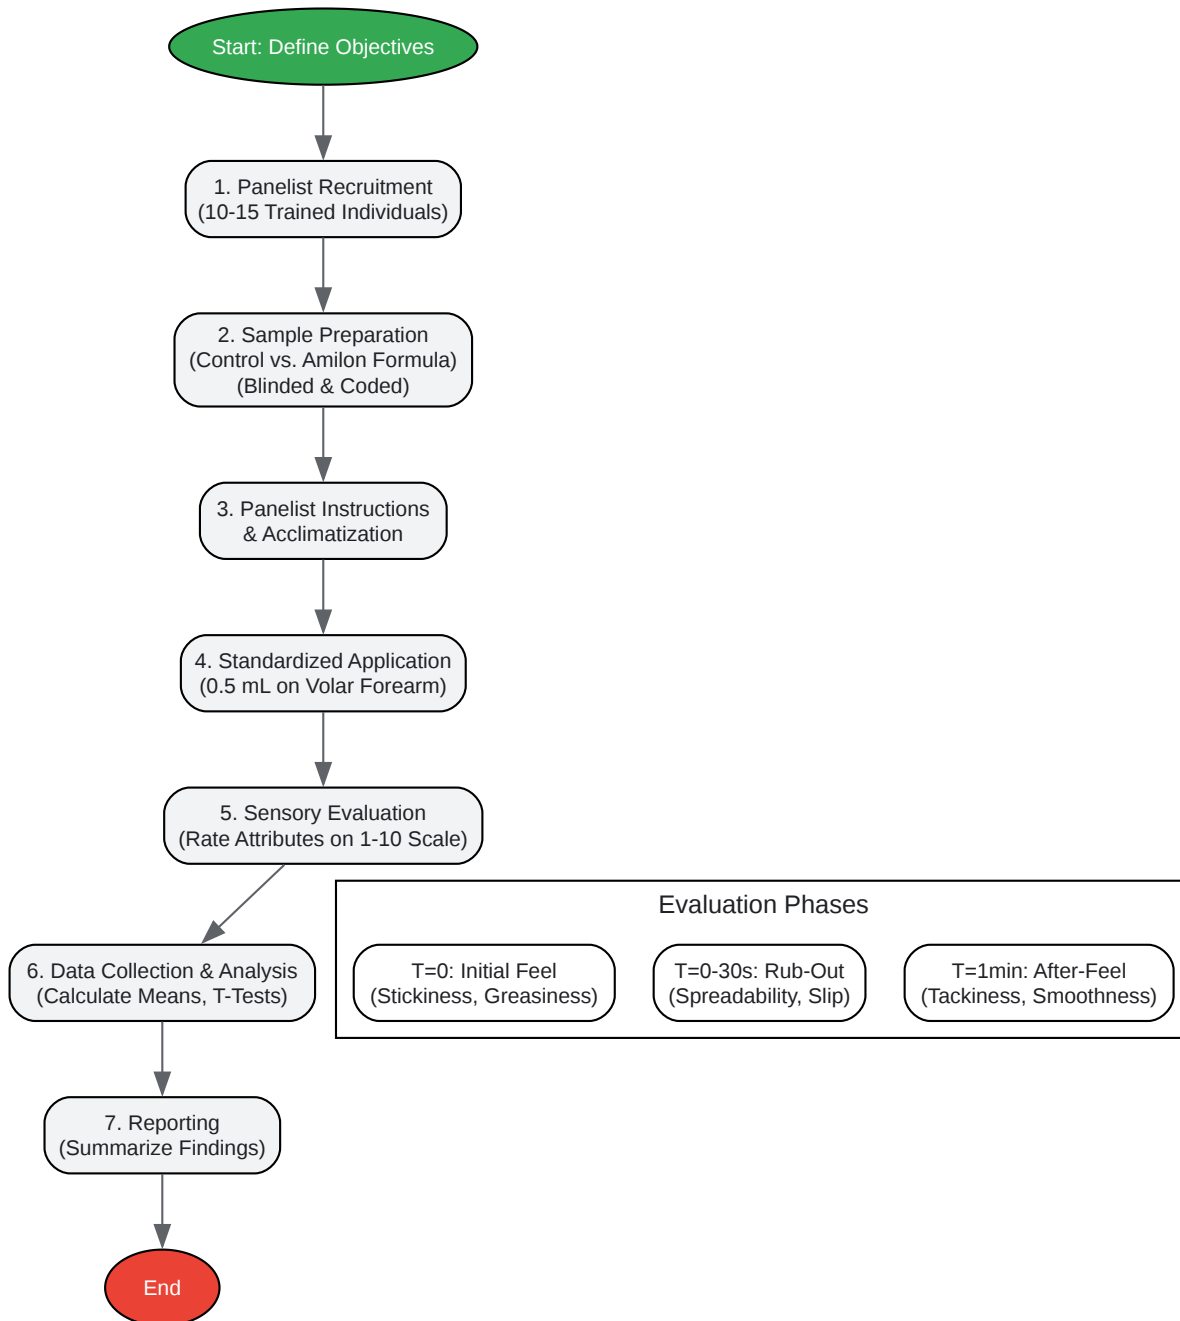 Start: Define Objectives
1. Panelist Recruitment
(10-15 Trained Individuals)
2. Sample Preparation
(Control vs. Amilon Formula)
(Blinded & Coded)
3. Panelist Instructions
& Acclimatization
4. Standardized Application
(0.5 mL on Volar Forearm)
5. Sensory Evaluation
(Rate Attributes on 1-10 Scale)
Evaluation Phases
T=0: Initial Feel
(Stickiness, Greasiness)
T=0-30s: Rub-Out
(Spreadability, Slip)
T=1min: After-Feel
(Tackiness, Smoothness)
6. Data Collection & Analysis
(Calculate Means, T-Tests)
7. Reporting
(Summarize Findings)
End